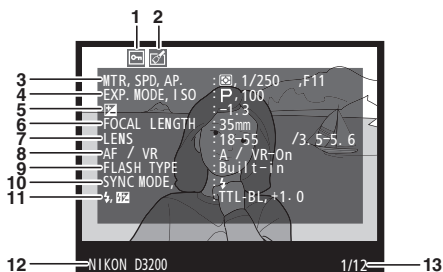 1 2
3 MTR, SPD, AP. : , 1/250 , F11
4 EXP. MODE, ISO : P, 100
5 : -1.3
6 FOCAL LENGTH : 35mm
7 LENS : 18-55 /3.5-5.6
8 AF / VR : A / VR-On
9 FLASH TYPE : Built-in
10 SYNC MODE, :
11 , : TTL-BL, +1.0
12 NIKON D3200 1/12 13